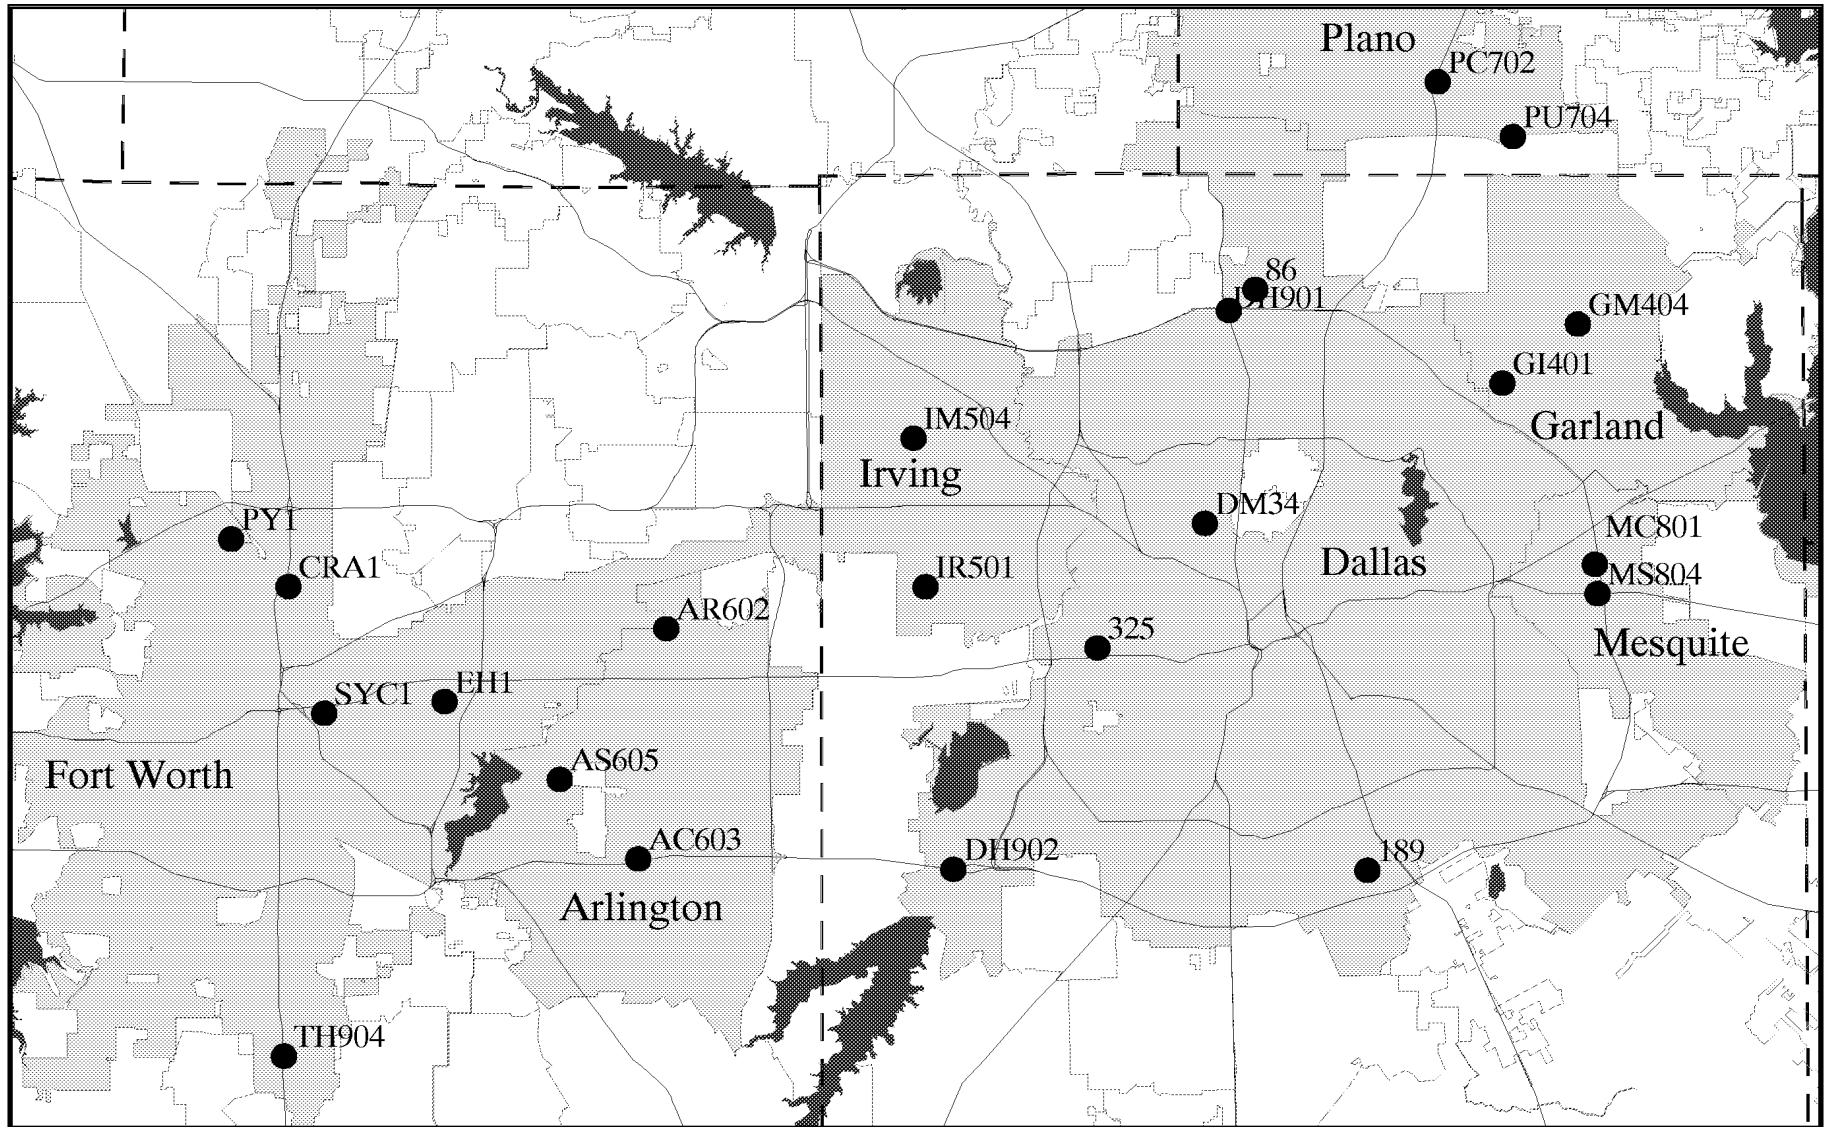 Plano
PC702
PU704
86
DH901
GM404
GI401
IM504
Garland
Irving
DM34
PY1
MC801
Dallas
CRA1
IR501
MS804
AR602
325
Mesquite
EH1
SYC1
AS605
Fort Worth
AC603
DH902
189
Arlington
TH904